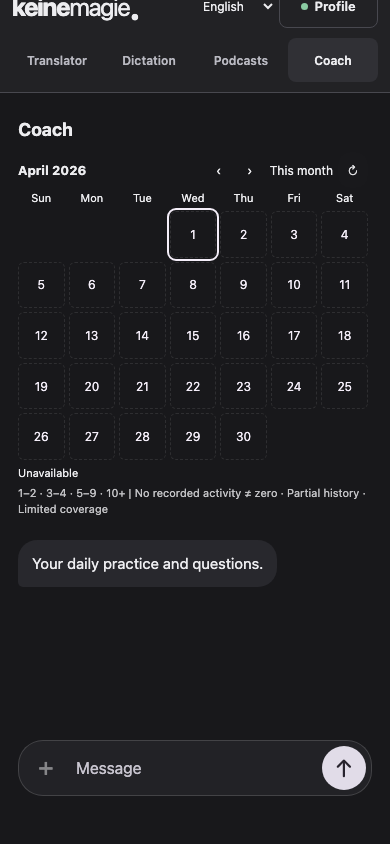 keinemagie.
English
Profile
Translator Dictation Podcasts Coach
Coach
April 2026 ‹ › This month
Sun Mon Tue Wed Thu Fri Sat
1 2 3 4
5 6 7 8 9 10 11
12 13 14 15 16 17 18
19 20 21 22 23 24 25
26 27 28 29 30
Unavailable
1–2 · 3–4 · 5–9 · 10+ | No recorded activity ≠ zero · Partial history ·
Limited coverage
Your daily practice and questions.
Message